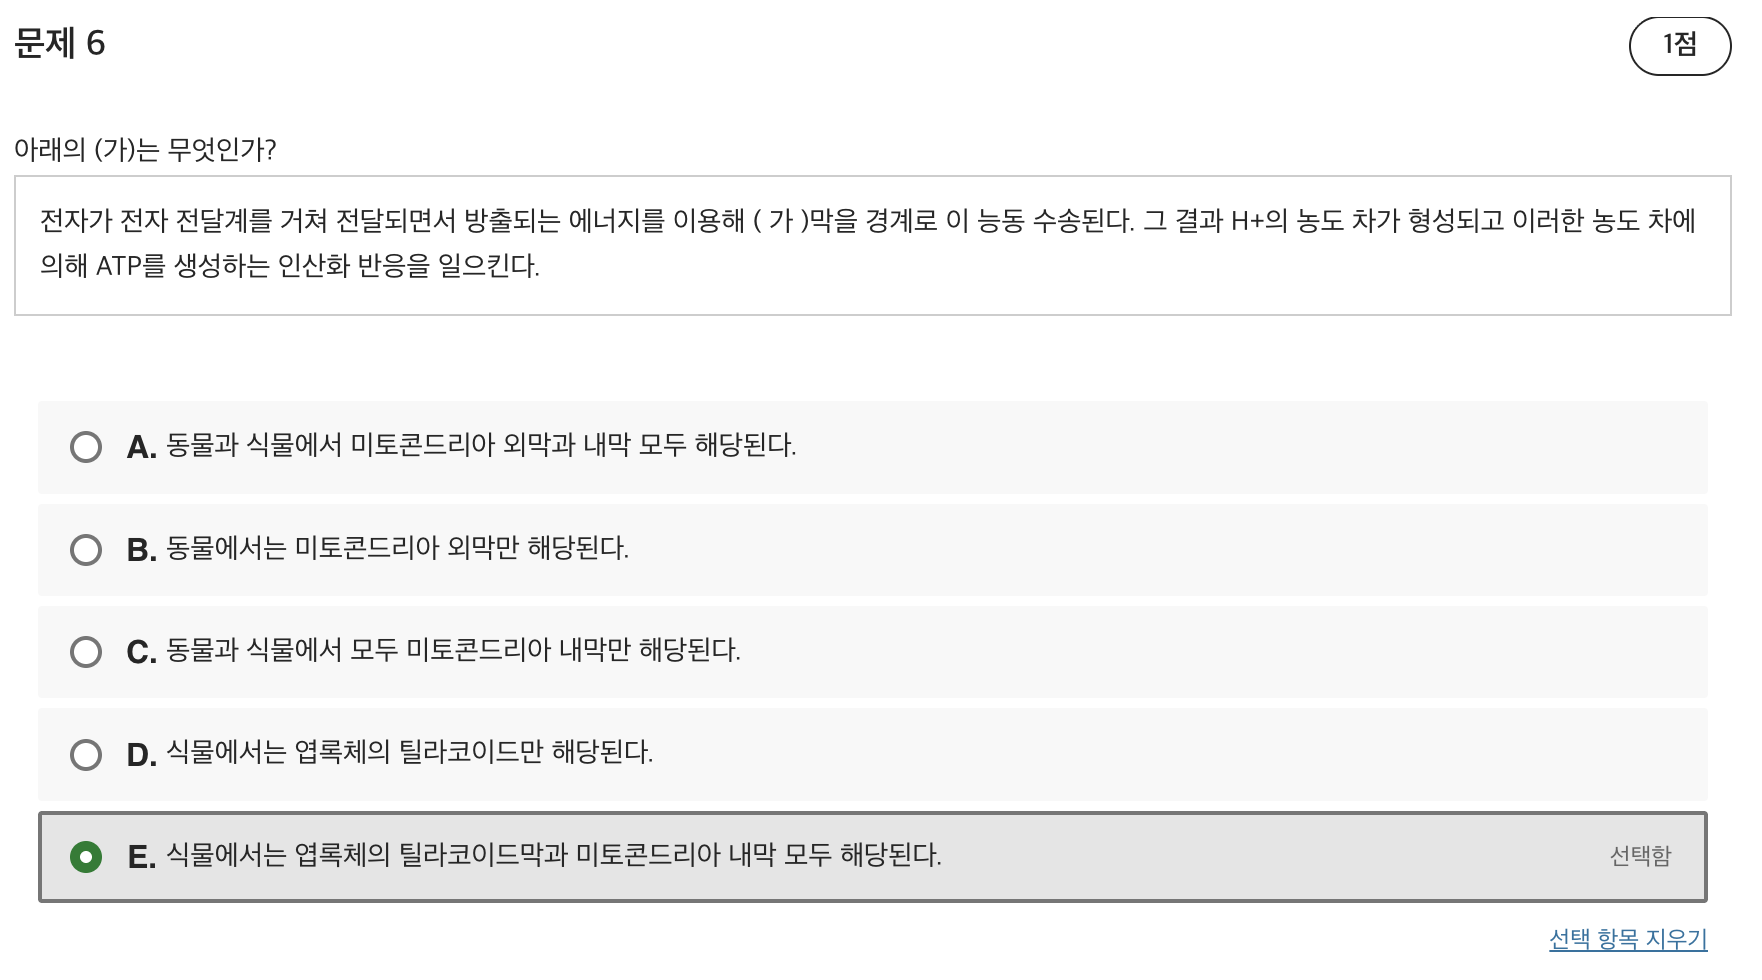 문제 6
1점
아래의 (가)는 무엇인가?
전자가 전자 전달계를 거쳐 전달되면서 방출되는 에너지를 이용해 ( 가 )막을 경계로 이 능동 수송된다. 그 결과 H+의 농도 차가 형성되고 이러한 농도 차에
의해 ATP를 생성하는 인산화 반응을 일으킨다.
A. 동물과 식물에서 미토콘드리아 외막과 내막 모두 해당된다.
B. 동물에서는 미토콘드리아 외막만 해당된다.
C. 동물과 식물에서 모두 미토콘드리아 내막만 해당된다.
D. 식물에서는 엽록체의 틸라코이드만 해당된다.
E. 식물에서는 엽록체의 틸라코이드막과 미토콘드리아 내막 모두 해당된다.
선택함
선택 항목 지우기